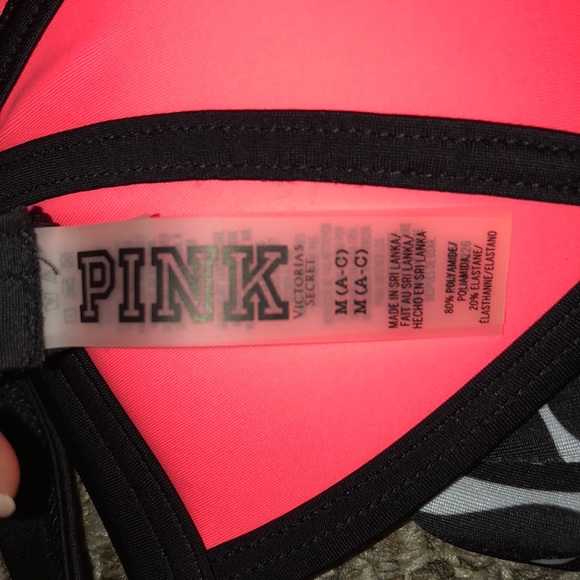 PINK
VICTORIA'S
SECRET
M (A-C)
M (A-C)
MADE IN SRI LANKA/
FAIT AU SRI LANKA/
HECHO EN SRI LANKA
80% POLYAMIDE/
POLIAMIDA
20% ELASTANE/
ÉLASTHANNE/ELASTANO